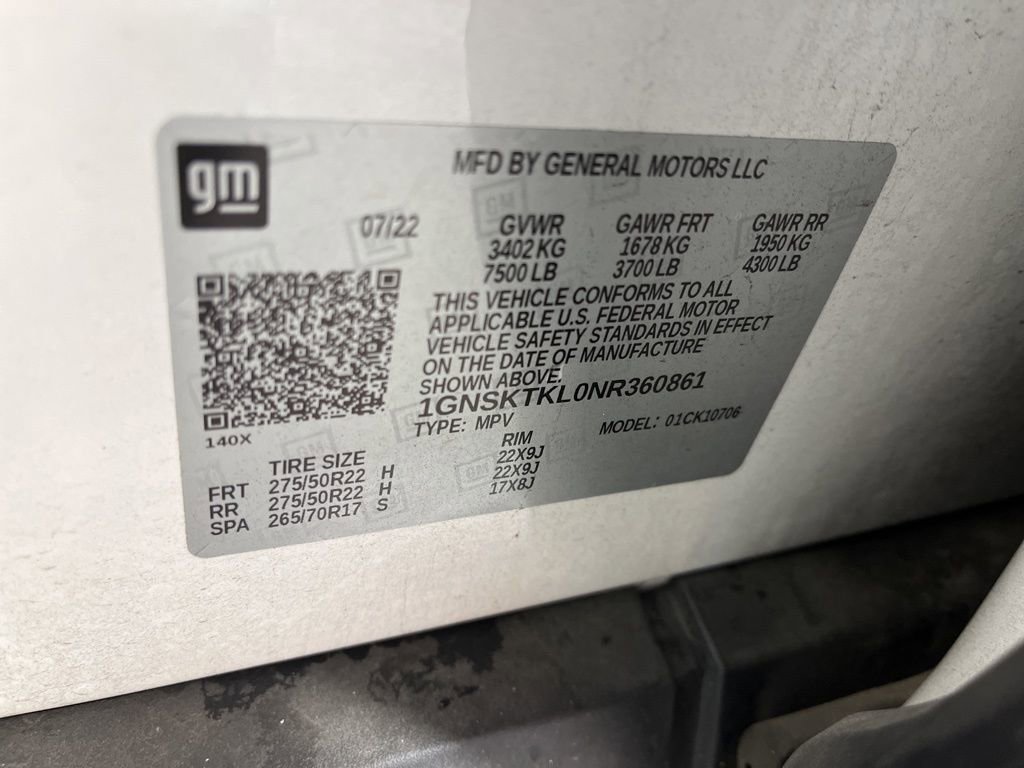 gm
MFD BY GENERAL MOTORS LLC
07/22 GVWR GAWR FRT GAWR RR
3402 KG 1678 KG 1950 KG
7500 LB 3700 LB 4300 LB
THIS VEHICLE CONFORMS TO ALL
APPLICABLE U.S. FEDERAL MOTOR
VEHICLE SAFETY STANDARDS IN EFFECT
ON THE DATE OF MANUFACTURE
SHOWN ABOVE.
1GNSKTKL0NR360861
TYPE: MPV MODEL: 01CK10706
140X
TIRE SIZE RIM
FRT 275/50R22 H 22X9J
RR 275/50R22 H 22X9J
SPA 265/70R17 S 17X8J